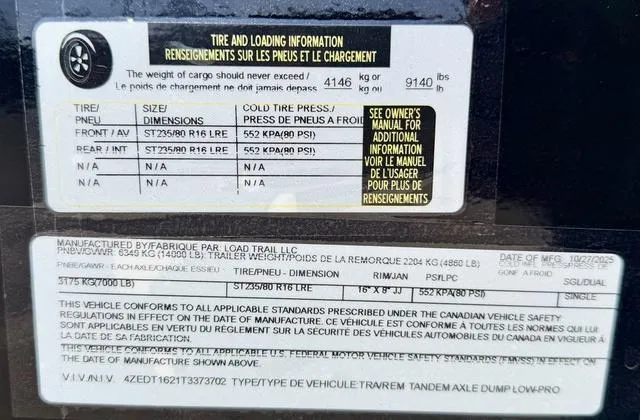 TIRE AND LOADING INFORMATION
RENSEIGNEMENTS SUR LES PNEUS ET LE CHARGEMENT
The weight of cargo should never exceed / 4146 kg or 9140 lbs
Le poids de chargement ne doit jamais depass kg ou lb
TIRE/ SIZE/ COLD TIRE PRESS./
PNEU DIMENSIONS PRESS DE PNEUS A FROID
FRONT / AV ST235/80 R16 LRE 552 KPA(80 PSI)
REAR / INT ST235/80 R16 LRE 552 KPA(80 PSI)
N / A N / A N / A
N / A N / A N / A
SEE OWNER'S
MANUAL FOR
ADDITIONAL
INFORMATION
VOIR LE MANUEL
DE L'USAGER
POUR PLUS DE
RENSEIGNEMENTS
MANUFACTURED BY/FABRIQUE PAR: LOAD TRAIL LLC DATE OF MFG 10/27/2025
PNBV/GVWR: 6349 KG (14000 LB): TRAILER WEIGHT/POIDS DE LA REMORQUE 2204 KG (4860 LB)
PNBE/GAWR - EACH AXLE/CHAQUE ESSIEU TIRE/PNEU - DIMENSION RIM/JAN PSI/LPC SGL/DUAL
3175 KG(7000 LB) ST235/80 R16 LRE 16" X 8" JJ 552 KPA(80 PSI) SINGLE
THIS VEHICLE CONFORMS TO ALL APPLICABLE STANDARDS PRESCRIBED UNDER THE CANADIAN VEHICLE SAFETY
REGULATIONS IN EFFECT ON THE DATE OF MANUFACTURE. CE VÉHICULE EST CONFORME À TOUTES LES NORMES QUI LUI
SONT APPLICABLES EN VERTU DU RÈGLEMENT SUR LA SÉCURITÉ DES VÉHICULES AUTOMOBILES DU CANADA EN VIGUEUR À
LA DATE DE SA FABRICATION.
THIS VEHICLE CONFORMS TO ALL APPLICABLE U.S. FEDERAL MOTOR VEHICLE SAFETY STANDARDS (FMVSS) IN EFFECT ON
THE DATE OF MANUFACTURE SHOWN ABOVE.
V.I.V./N.I.V. 4ZEDT1621T3373702 TYPE/TYPE DE VEHICULE:TRA/REM TANDEM AXLE DUMP LOW-PRO